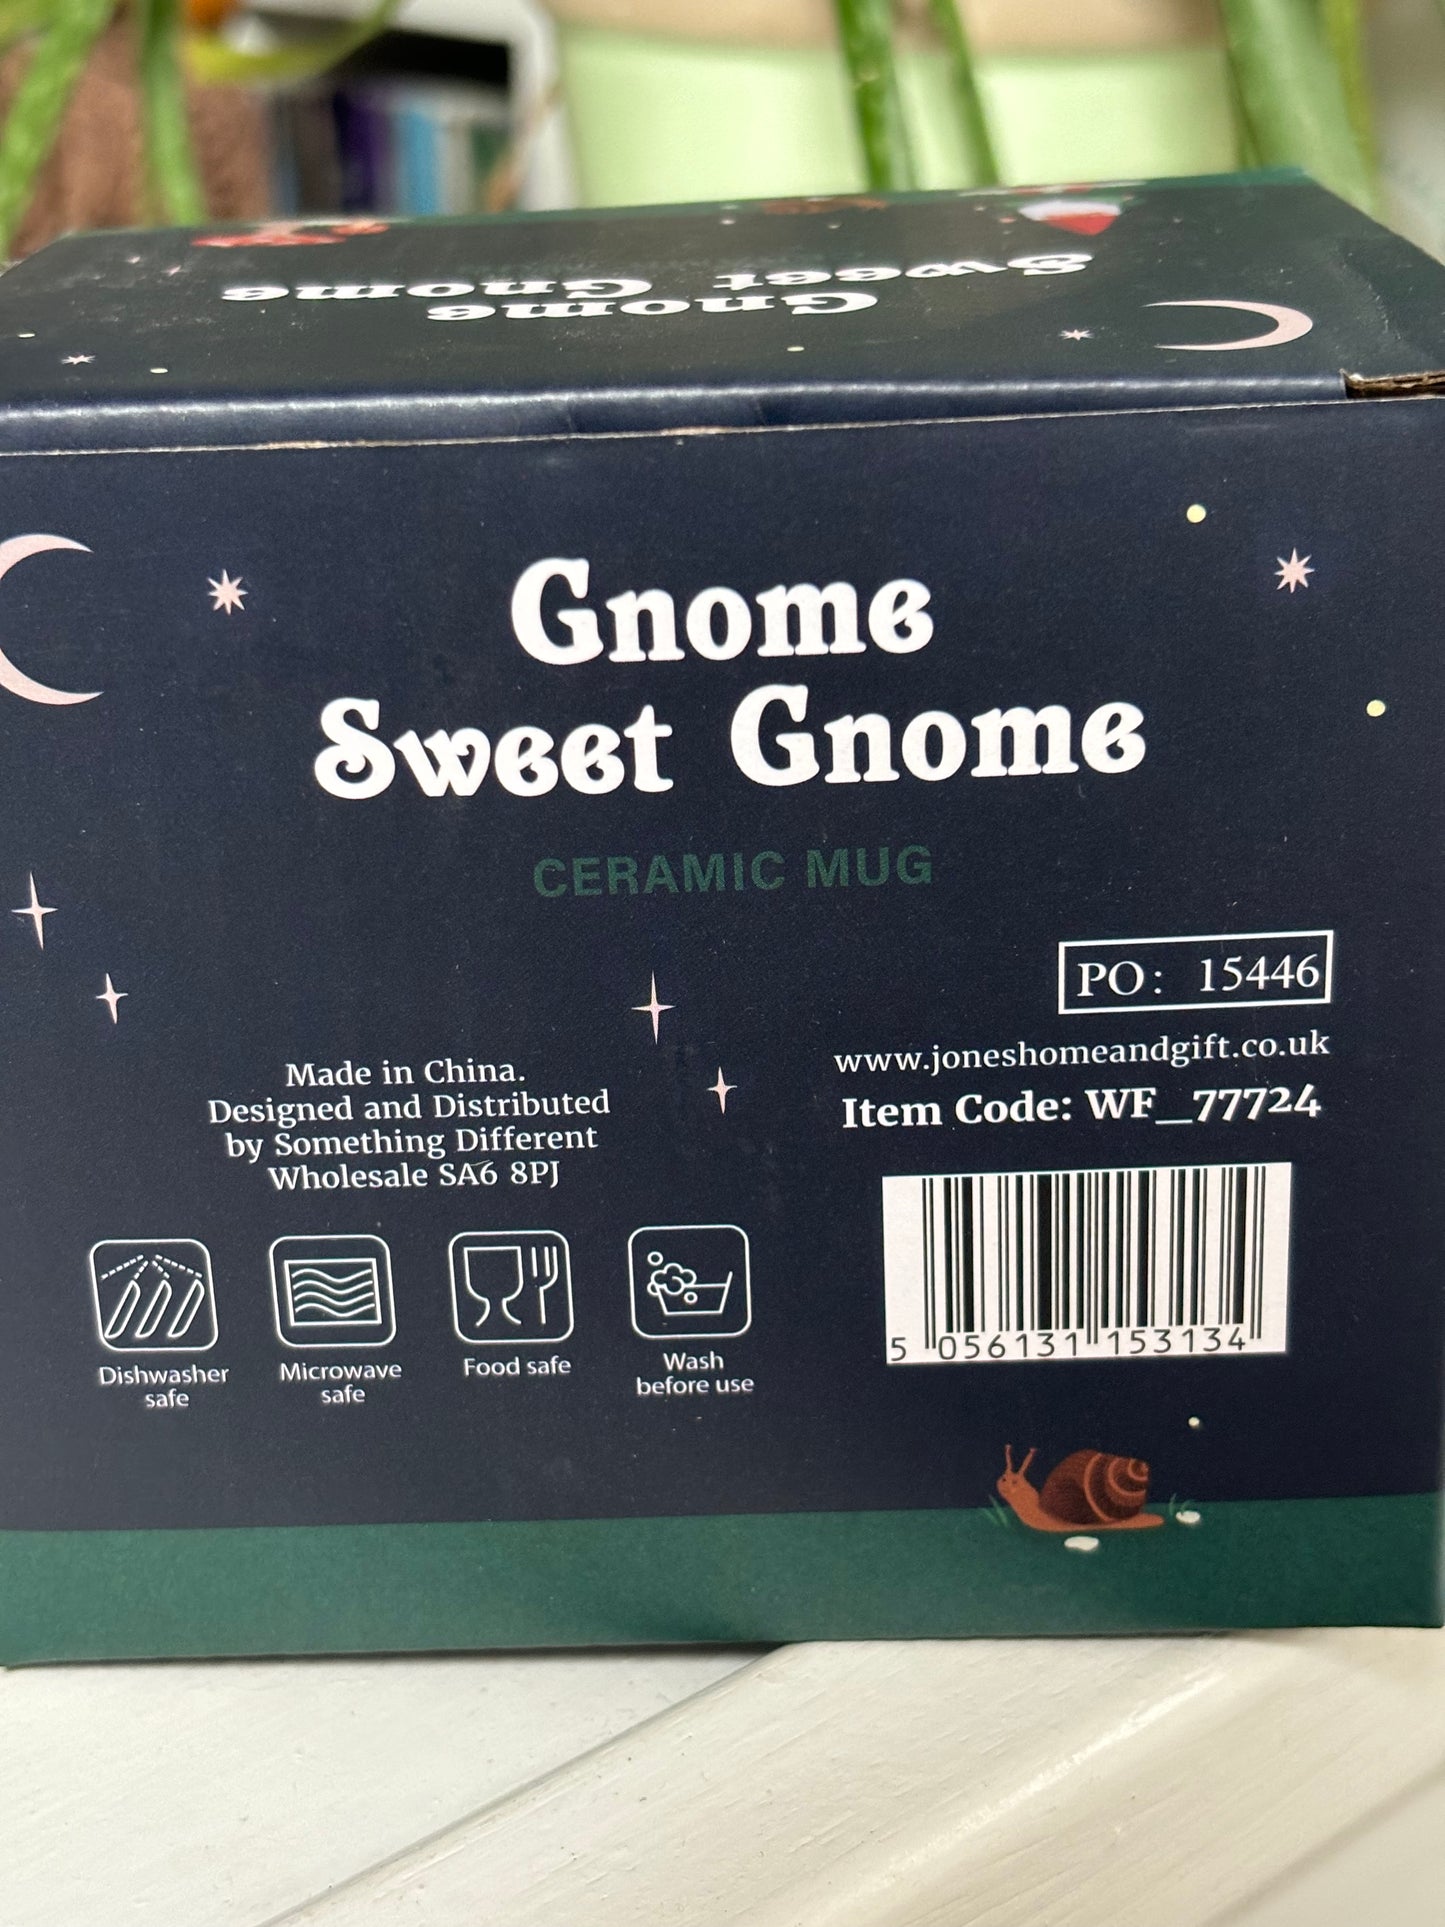 Sweet Gnome
Gnome
Gnome
Sweet Gnome
CERAMIC MUG
PO: 15446
www.joneshomeandgift.co.uk
Item Code: WF_77724
Made in China.
Designed and Distributed
by Something Different
Wholesale SA6 8PJ
Dishwasher
safe
Microwave
safe
Food safe
Wash
before use
5 056131 153134